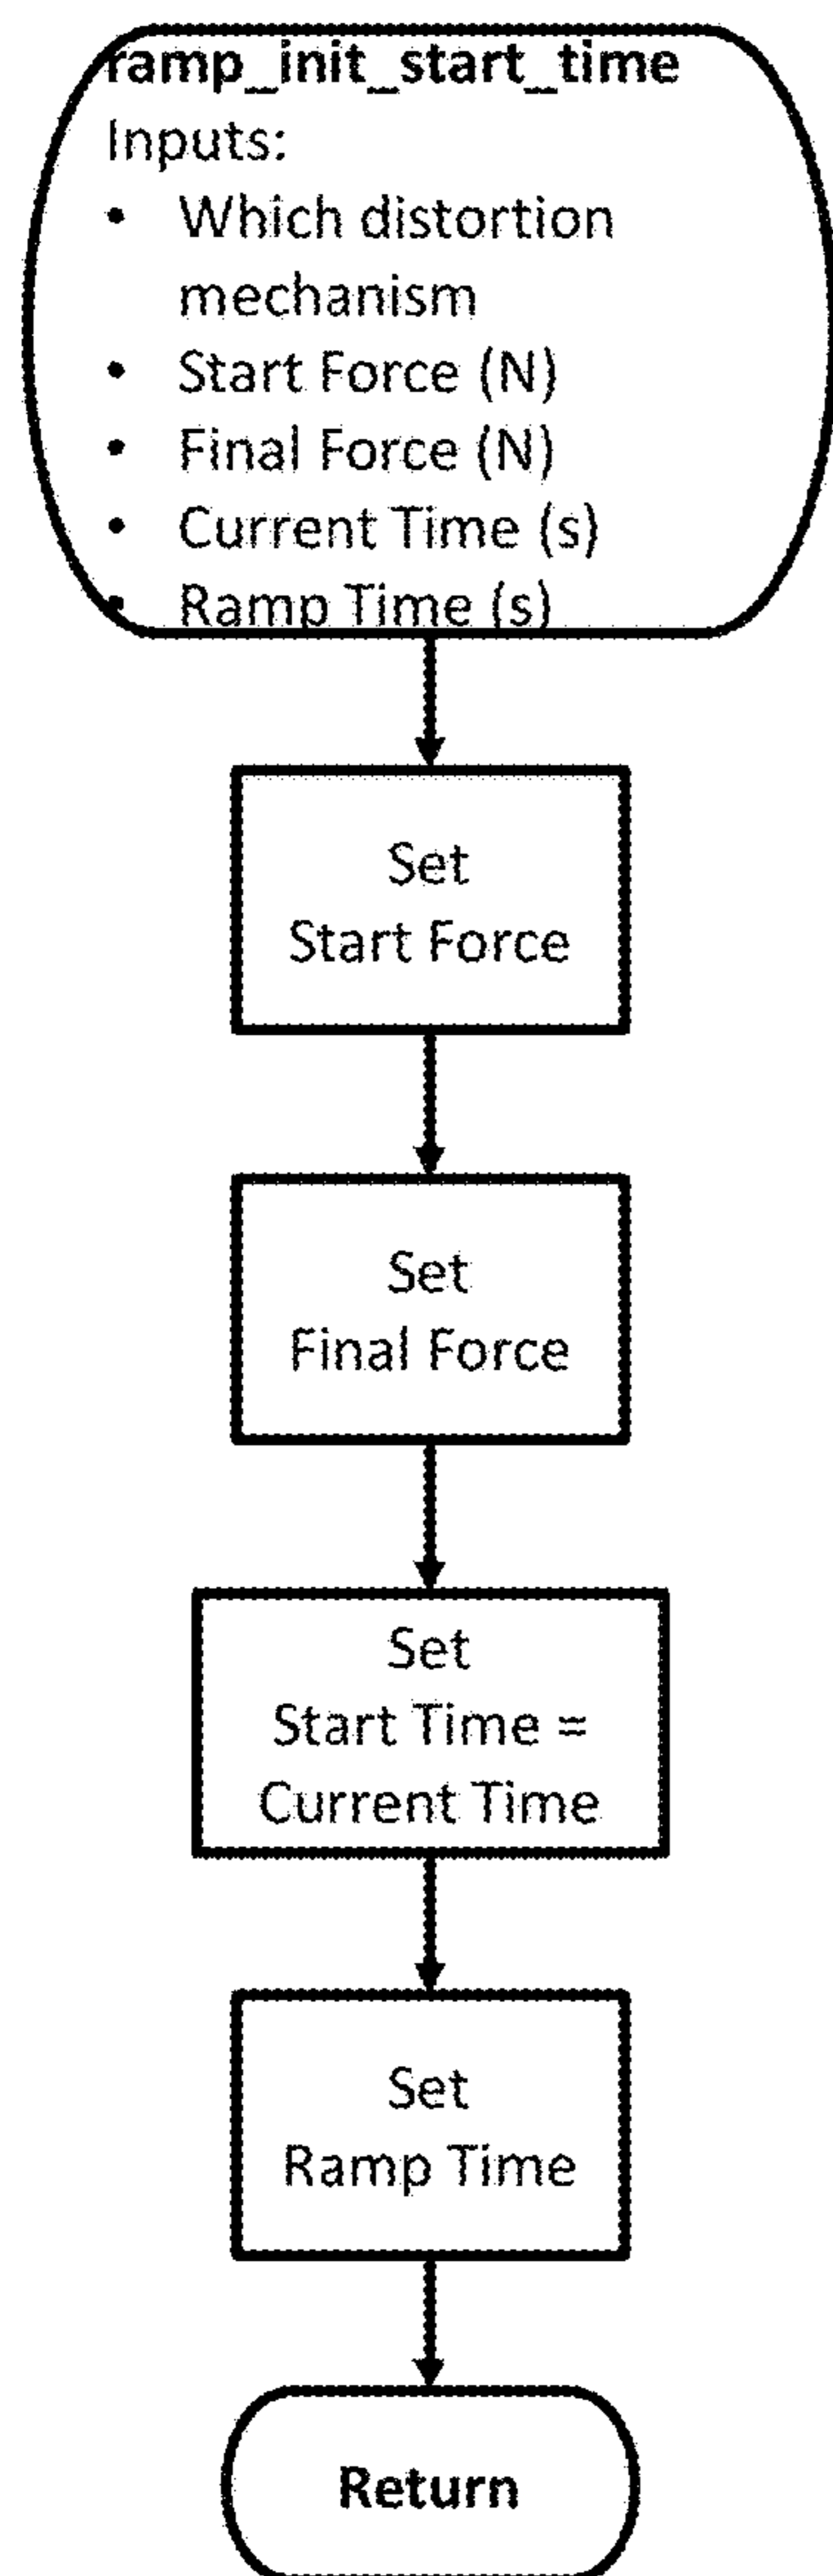 ramp_init_start_time
Inputs:
• Which distortion
mechanism
• Start Force (N)
• Final Force (N)
• Current Time (s)
• Ramp Time (s)
Set
Start Force
Set
Final Force
Set
Start Time =
Current Time
Set
Ramp Time
Return